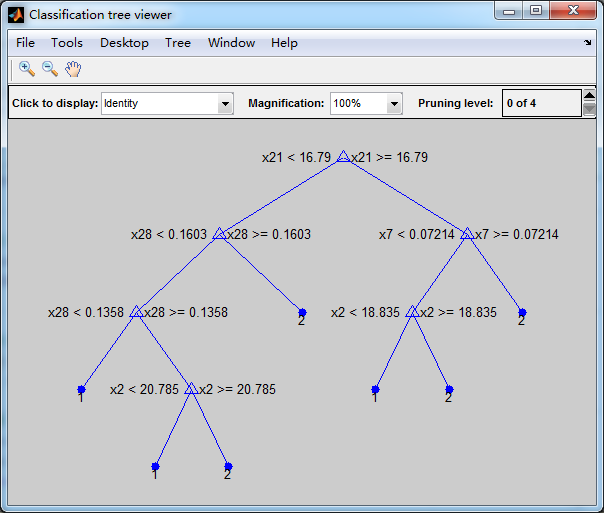 Classification tree viewer
File Tools Desktop Tree Window Help
Click to display: Identity Magnification: 100% Pruning level: 0 of 4
x21 < 16.79 x21 >= 16.79
x28 < 0.1603 x28 >= 0.1603 x7 < 0.07214 x7 >= 0.07214
x28 < 0.1358 x28 >= 0.1358 2 x2 < 18.835 x2 >= 18.835 2
1 x2 < 20.785 x2 >= 20.785 1 2
1 2